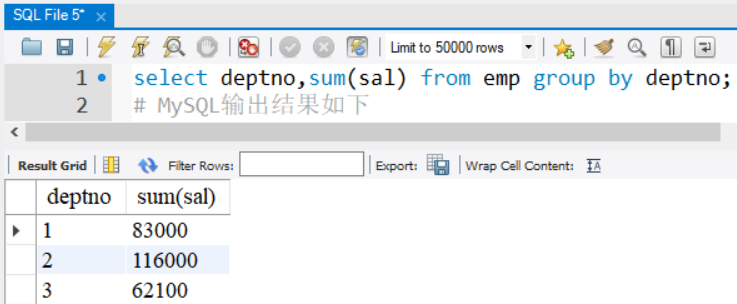 SQL File 5*
Limit to 50000 rows
1 select deptno,sum(sal) from emp group by deptno;
2 # MySQL输出结果如下
Result Grid Filter Rows: Export: Wrap Cell Content:
deptno sum(sal)
1 83000
2 116000
3 62100